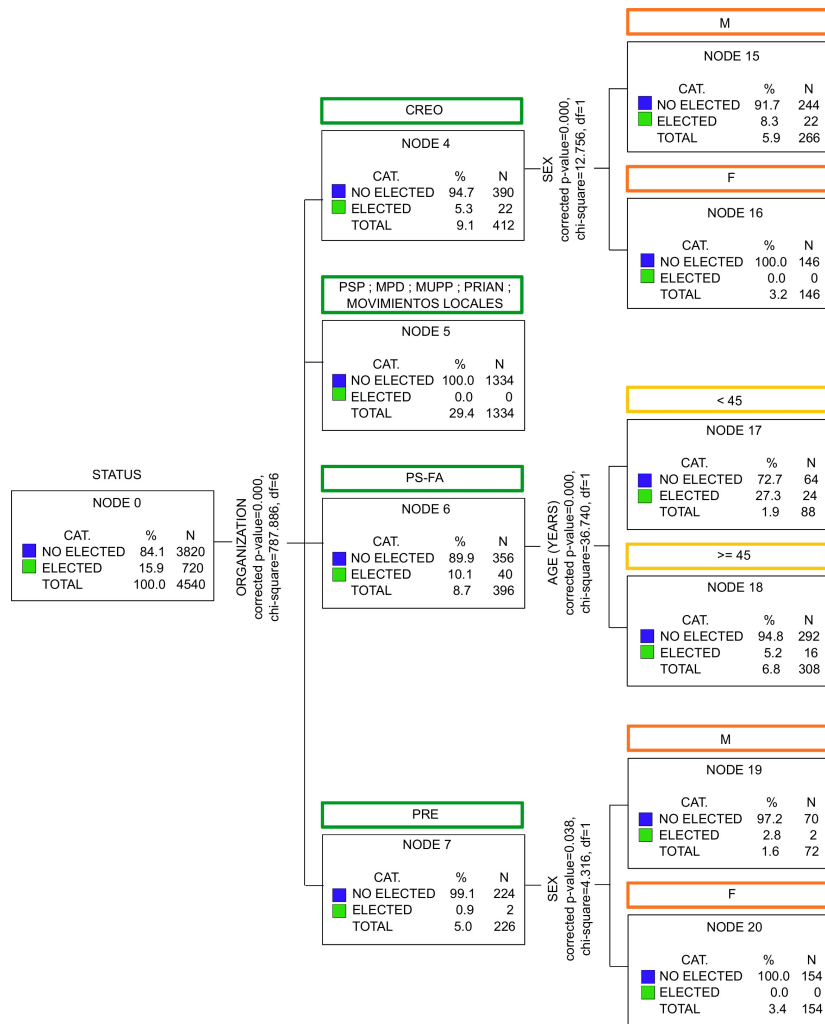 STATUS
NODE 0
CAT. % N
NO ELECTED 84.1 3820
ELECTED 15.9 720
TOTAL 100.0 4540
ORGANIZATION
corrected p-value=0.000,
chi-square=787.886, df=6
CREO
NODE 4
CAT. % N
NO ELECTED 94.7 390
ELECTED 5.3 22
TOTAL 9.1 412
SEX
corrected p-value=0.000,
chi-square=12.756, df=1
M
NODE 15
CAT. % N
NO ELECTED 91.7 244
ELECTED 8.3 22
TOTAL 5.9 266
F
NODE 16
CAT. % N
NO ELECTED 100.0 146
ELECTED 0.0 0
TOTAL 3.2 146
PSP ; MPD ; MUPP ; PRIAN ;
MOVIMIENTOS LOCALES
NODE 5
CAT. % N
NO ELECTED 100.0 1334
ELECTED 0.0 0
TOTAL 29.4 1334
PS-FA
NODE 6
CAT. % N
NO ELECTED 89.9 356
ELECTED 10.1 40
TOTAL 8.7 396
AGE (YEARS)
corrected p-value=0.000,
chi-square=36.740, df=1
< 45
NODE 17
CAT. % N
NO ELECTED 72.7 64
ELECTED 27.3 24
TOTAL 1.9 88
>= 45
NODE 18
CAT. % N
NO ELECTED 94.8 292
ELECTED 5.2 16
TOTAL 6.8 308
PRE
NODE 7
CAT. % N
NO ELECTED 99.1 224
ELECTED 0.9 2
TOTAL 5.0 226
SEX
corrected p-value=0.038,
chi-square=4.316, df=1
M
NODE 19
CAT. % N
NO ELECTED 97.2 70
ELECTED 2.8 2
TOTAL 1.6 72
F
NODE 20
CAT. % N
NO ELECTED 100.0 154
ELECTED 0.0 0
TOTAL 3.4 154